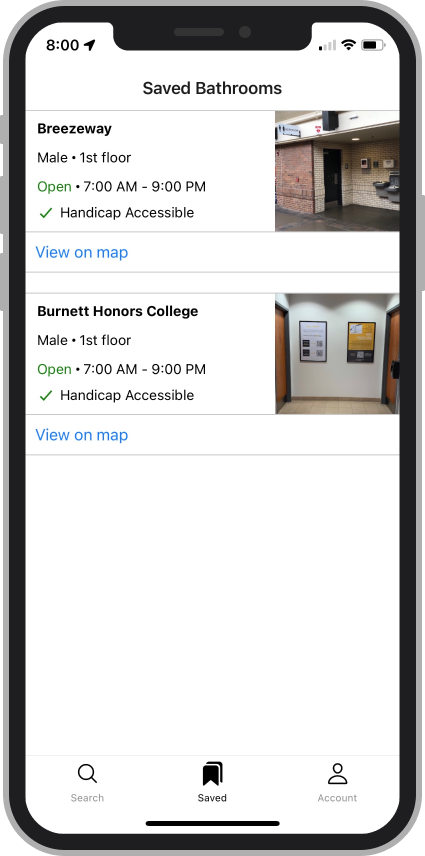 8:00
Saved Bathrooms
Breezeway
Male • 1st floor
Open • 7:00 AM - 9:00 PM
Handicap Accessible
View on map
Burnett Honors College
Male • 1st floor
Open • 7:00 AM - 9:00 PM
Handicap Accessible
View on map
Search
Saved
Account